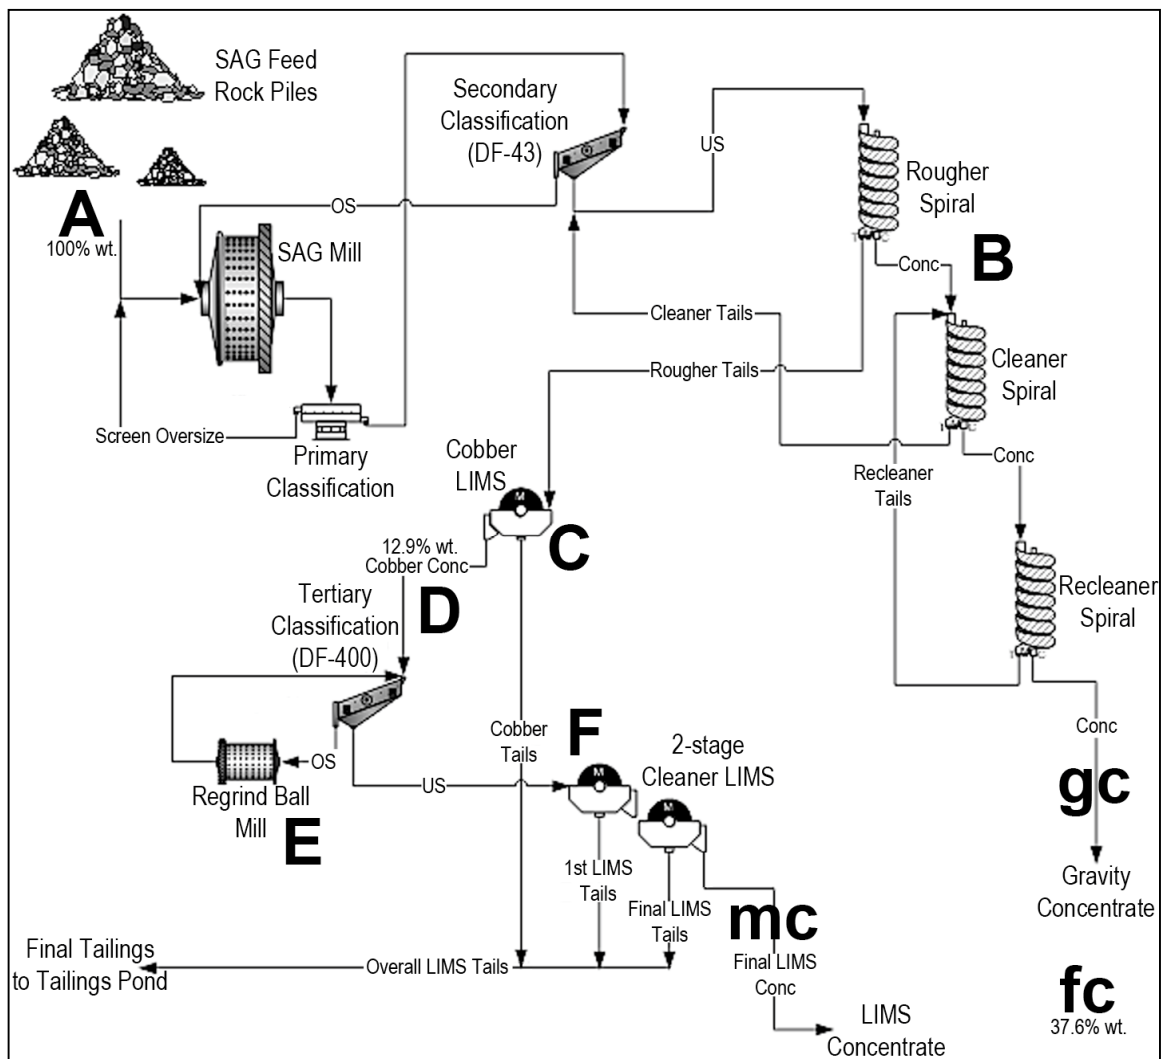 SAG Feed
Rock Piles
A
100% wt.
Secondary
Classification
(DF-43)
US
OS
SAG Mill
Rougher
Spiral
Conc
B
Cleaner Tails
Rougher Tails
Cleaner
Spiral
Screen Oversize
Primary
Classification
Conc
Recleaner
Tails
Cobber
LIMS
M
C
12.9% wt.
Cobber Conc
D
Tertiary
Classification
(DF-400)
Recleaner
Spiral
Conc
gc
Gravity
Concentrate
OS
Regrind Ball
Mill
E
US
Cobber
Tails
F
M
2-stage
Cleaner LIMS
M
1st LIMS
Tails
Final LIMS
Tails
mc
Final LIMS
Conc
LIMS
Concentrate
Final Tailings
to Tailings Pond
Overall LIMS Tails
fc
37.6% wt.